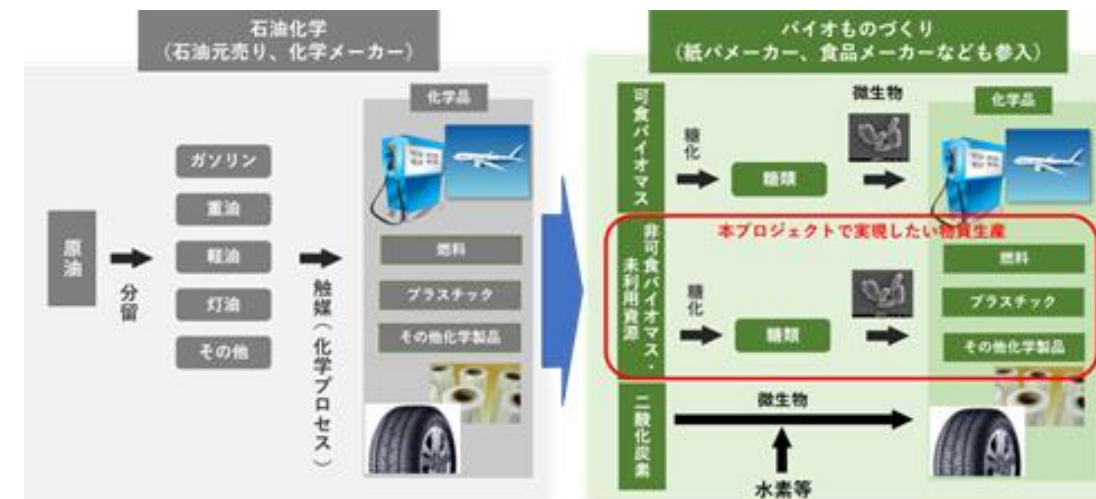 石油化学
（石油元売り、化学メーカー）
原油
分留
ガソリン
重油
軽油
灯油
その他
触媒（化学プロセス）
化学品
燃料
プラスチック
その他化学製品
バイオものづくり
（紙パメーカー、食品メーカーなども参入）
可食バイオマス
糖化
糖類
微生物
化学品
本プロジェクトで実現したい物質生産
非可食バイオマス・
未利用資源
糖化
糖類
燃料
プラスチック
その他化学製品
二酸化炭素
微生物
水素等